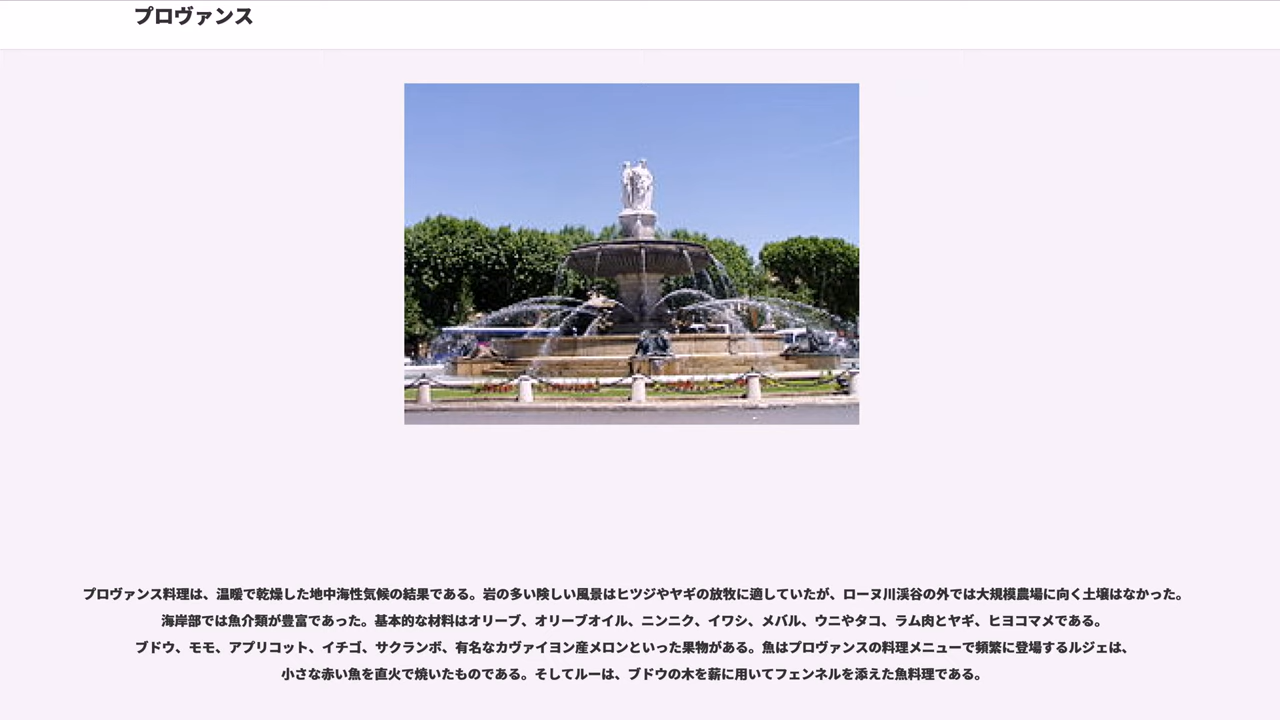 プロヴァンス
プロヴァンス料理は、温暖で乾燥した地中海性気候の結果である。岩の多い険しい風景はヒツジやヤギの放牧に適していたが、ローヌ川渓谷の外では大規模農場に向く土壌はなかった。
海岸部では魚介類が豊富であった。基本的な材料はオリーブ、オリーブオイル、ニンニク、イワシ、メバル、ウニやタコ、ラム肉とヤギ、ヒヨコマメである。
ブドウ、モモ、アプリコット、イチゴ、サクランボ、有名なカヴァイヨン産メロンといった果物がある。魚はプロヴァンスの料理メニューで頻繁に登場するルジェは、
小さな赤い魚を直火で焼いたものである。そしてルーは、ブドウの木を薪に用いてフェンネルを添えた魚料理である。